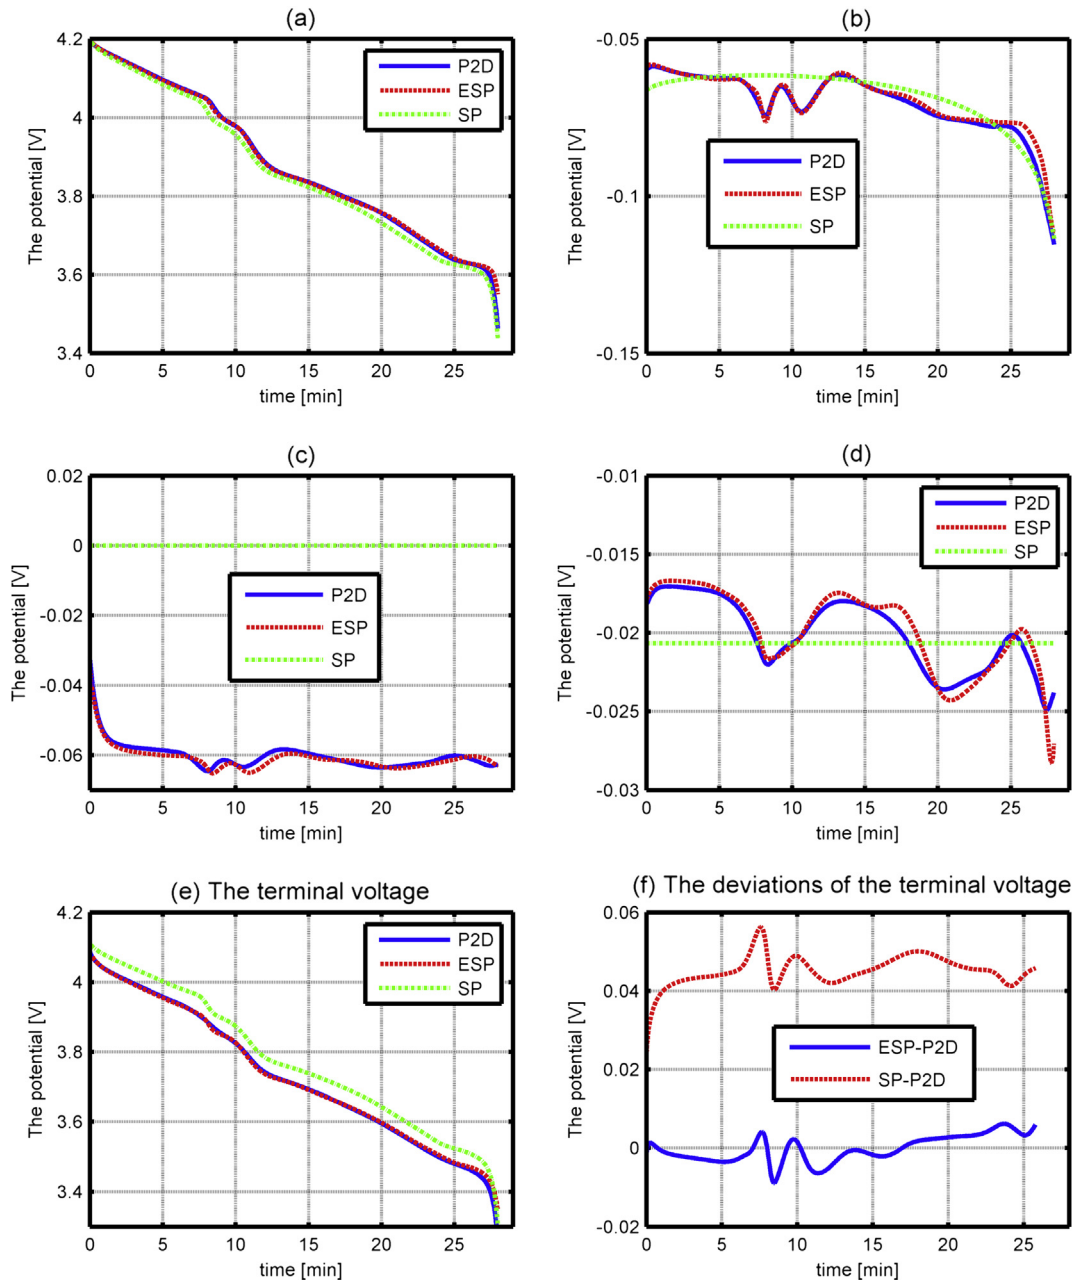 (a)
4.2
4
3.8
3.6
3.4
The potential [V]
P2D
ESP
SP
0 5 10 15 20 25
time [min]
(b)
-0.05
-0.1
-0.15
The potential [V]
P2D
ESP
SP
0 5 10 15 20 25
time [min]
(c)
0.02
0
-0.02
-0.04
-0.06
The potential [V]
P2D
ESP
SP
0 5 10 15 20 25
time [min]
(d)
-0.01
-0.015
-0.02
-0.025
-0.03
The potential [V]
P2D
ESP
SP
0 5 10 15 20 25
time [min]
(e) The terminal voltage
4.2
4
3.8
3.6
3.4
The potential [V]
P2D
ESP
SP
0 5 10 15 20 25
time [min]
(f) The deviations of the terminal voltage
0.06
0.04
0.02
0
-0.02
The potential [V]
ESP-P2D
SP-P2D
0 5 10 15 20 25
time [min]